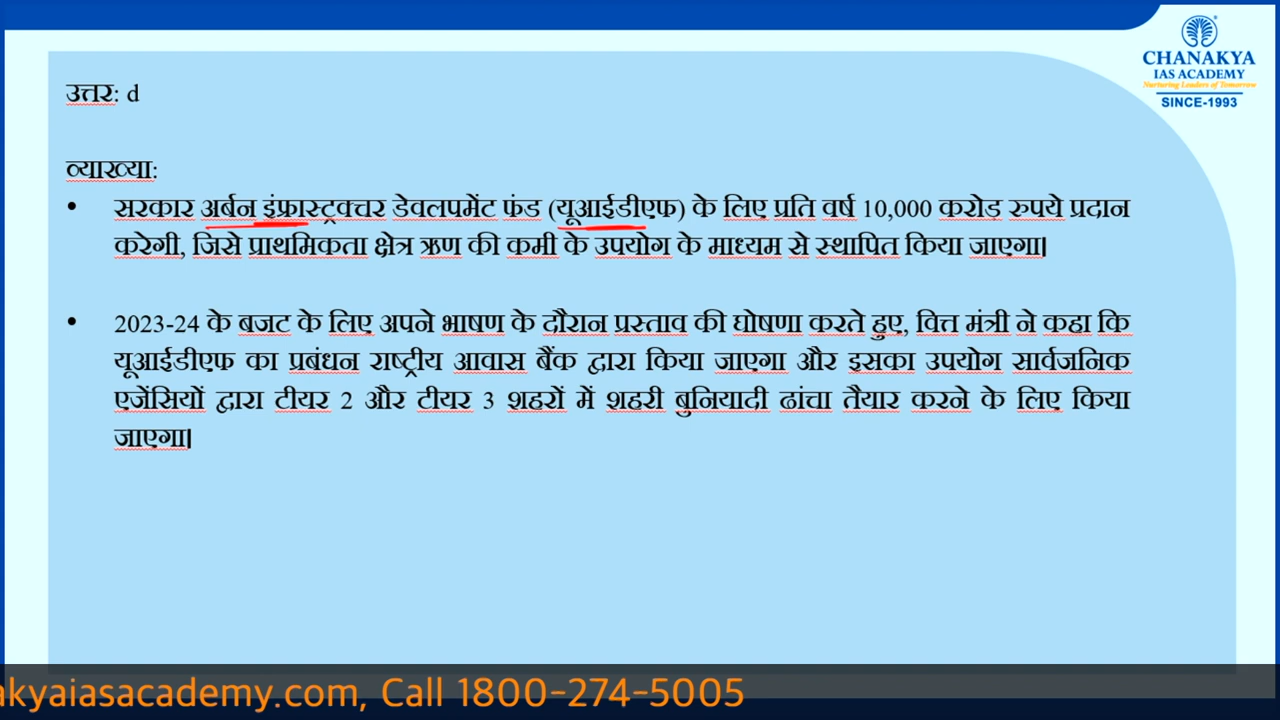 CHANAKYA
IAS ACADEMY
Nurturing Leaders of Tomorrow
SINCE-1993
उत्तर: d
व्याख्या:
• सरकार अर्बन इंफ्रास्ट्रक्चर डेवलपमेंट फंड (यूआईडीएफ) के लिए प्रति वर्ष 10,000 करोड़ रुपये प्रदान
करेगी, जिसे प्राथमिकता क्षेत्र ऋण की कमी के उपयोग के माध्यम से स्थापित किया जाएगा।
• 2023-24 के बजट के लिए अपने भाषण के दौरान प्रस्ताव की घोषणा करते हुए, वित्त मंत्री ने कहा कि
यूआईडीएफ का प्रबंधन राष्ट्रीय आवास बैंक द्वारा किया जाएगा और इसका उपयोग सार्वजनिक
एजेंसियों द्वारा टीयर 2 और टीयर 3 शहरों में शहरी बुनियादी ढांचा तैयार करने के लिए किया
जाएगा।
akyaiasacademy.com, Call 1800-274-5005